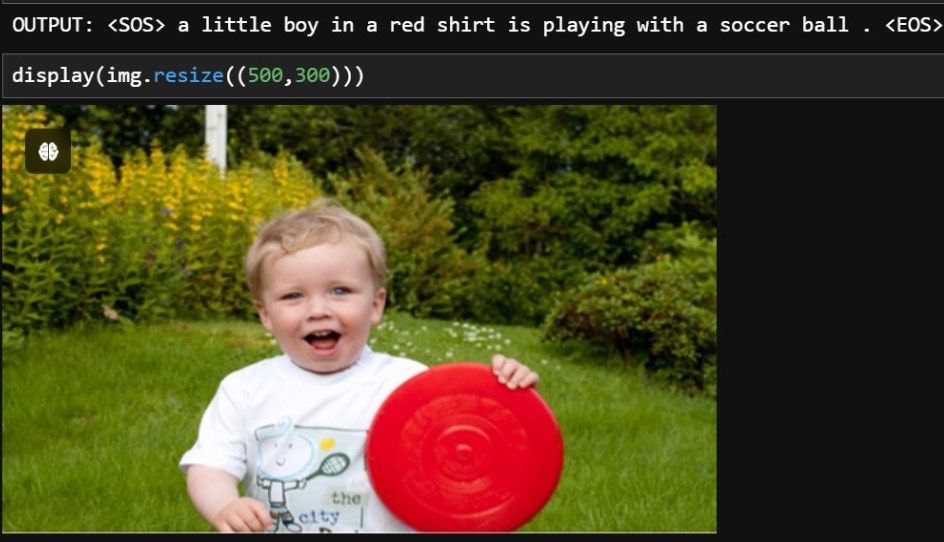 OUTPUT: <SOS> a little boy in a red shirt is playing with a soccer ball . <EOS>
display(img.resize((500,300)))
the
city